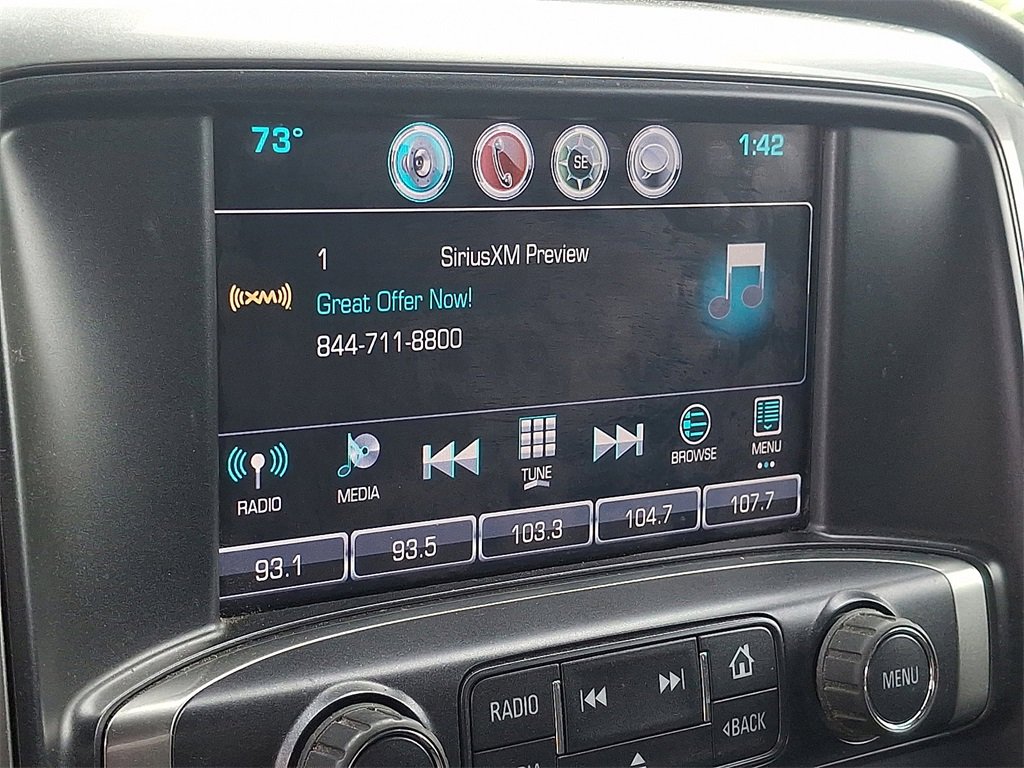 73° SE 1:42
1 SiriusXM Preview
((XM))
Great Offer Now!
844-711-8800
RADIO MEDIA TUNE BROWSE MENU
93.1 93.5 103.3 104.7 107.7
RADIO MENU
BACK